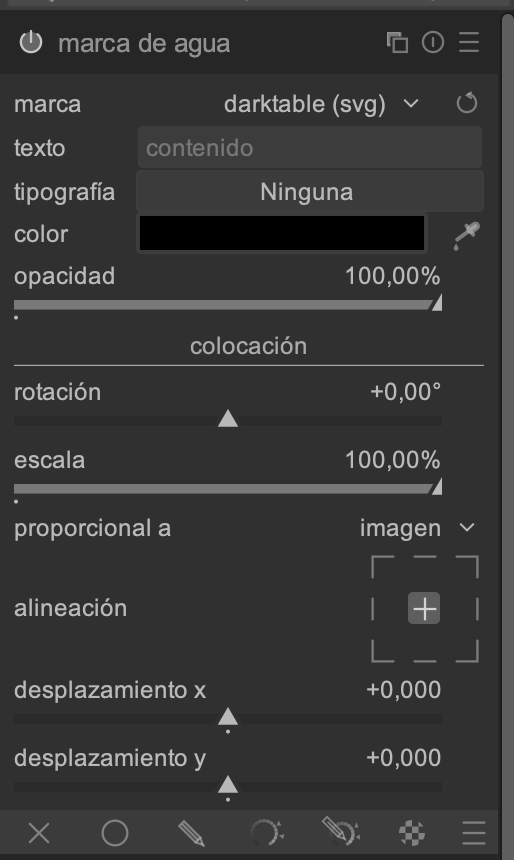 marca de agua
marca darktable (svg)
texto contenido
tipografía Ninguna
color
opacidad 100,00%
colocación
rotación +0,00°
escala 100,00%
proporcional a imagen
alineación
desplazamiento x +0,000
desplazamiento y +0,000